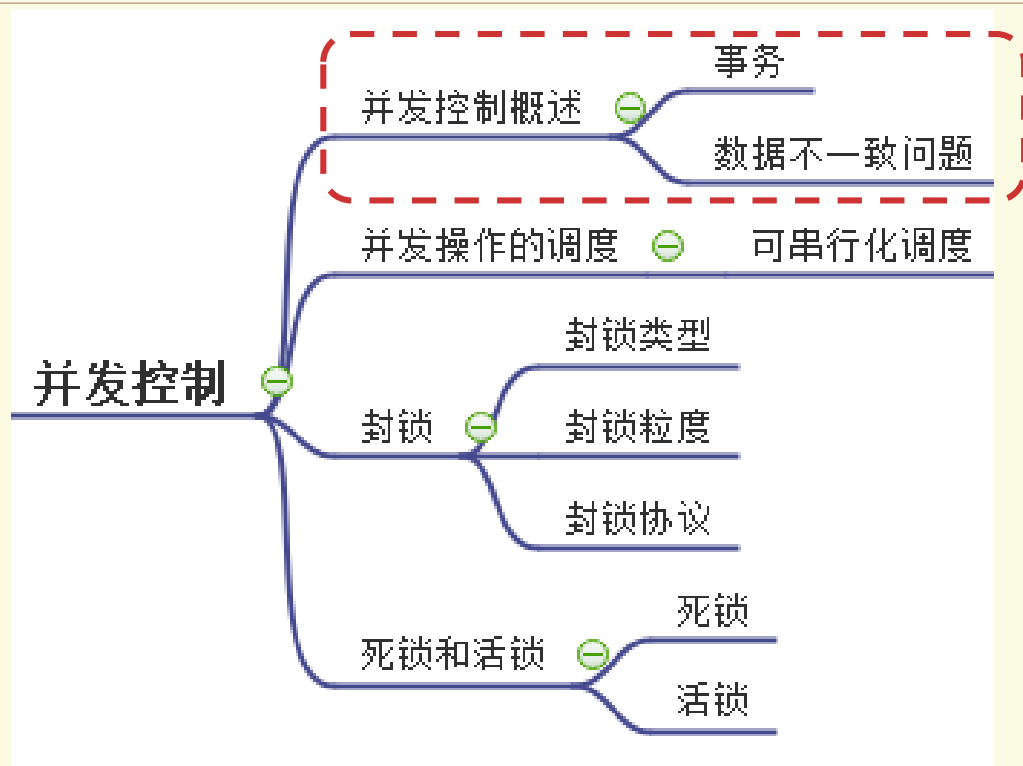 并发控制
并发控制概述
事务
数据不一致问题
并发操作的调度
可串行化调度
封锁
封锁类型
封锁粒度
封锁协议
死锁和活锁
死锁
活锁